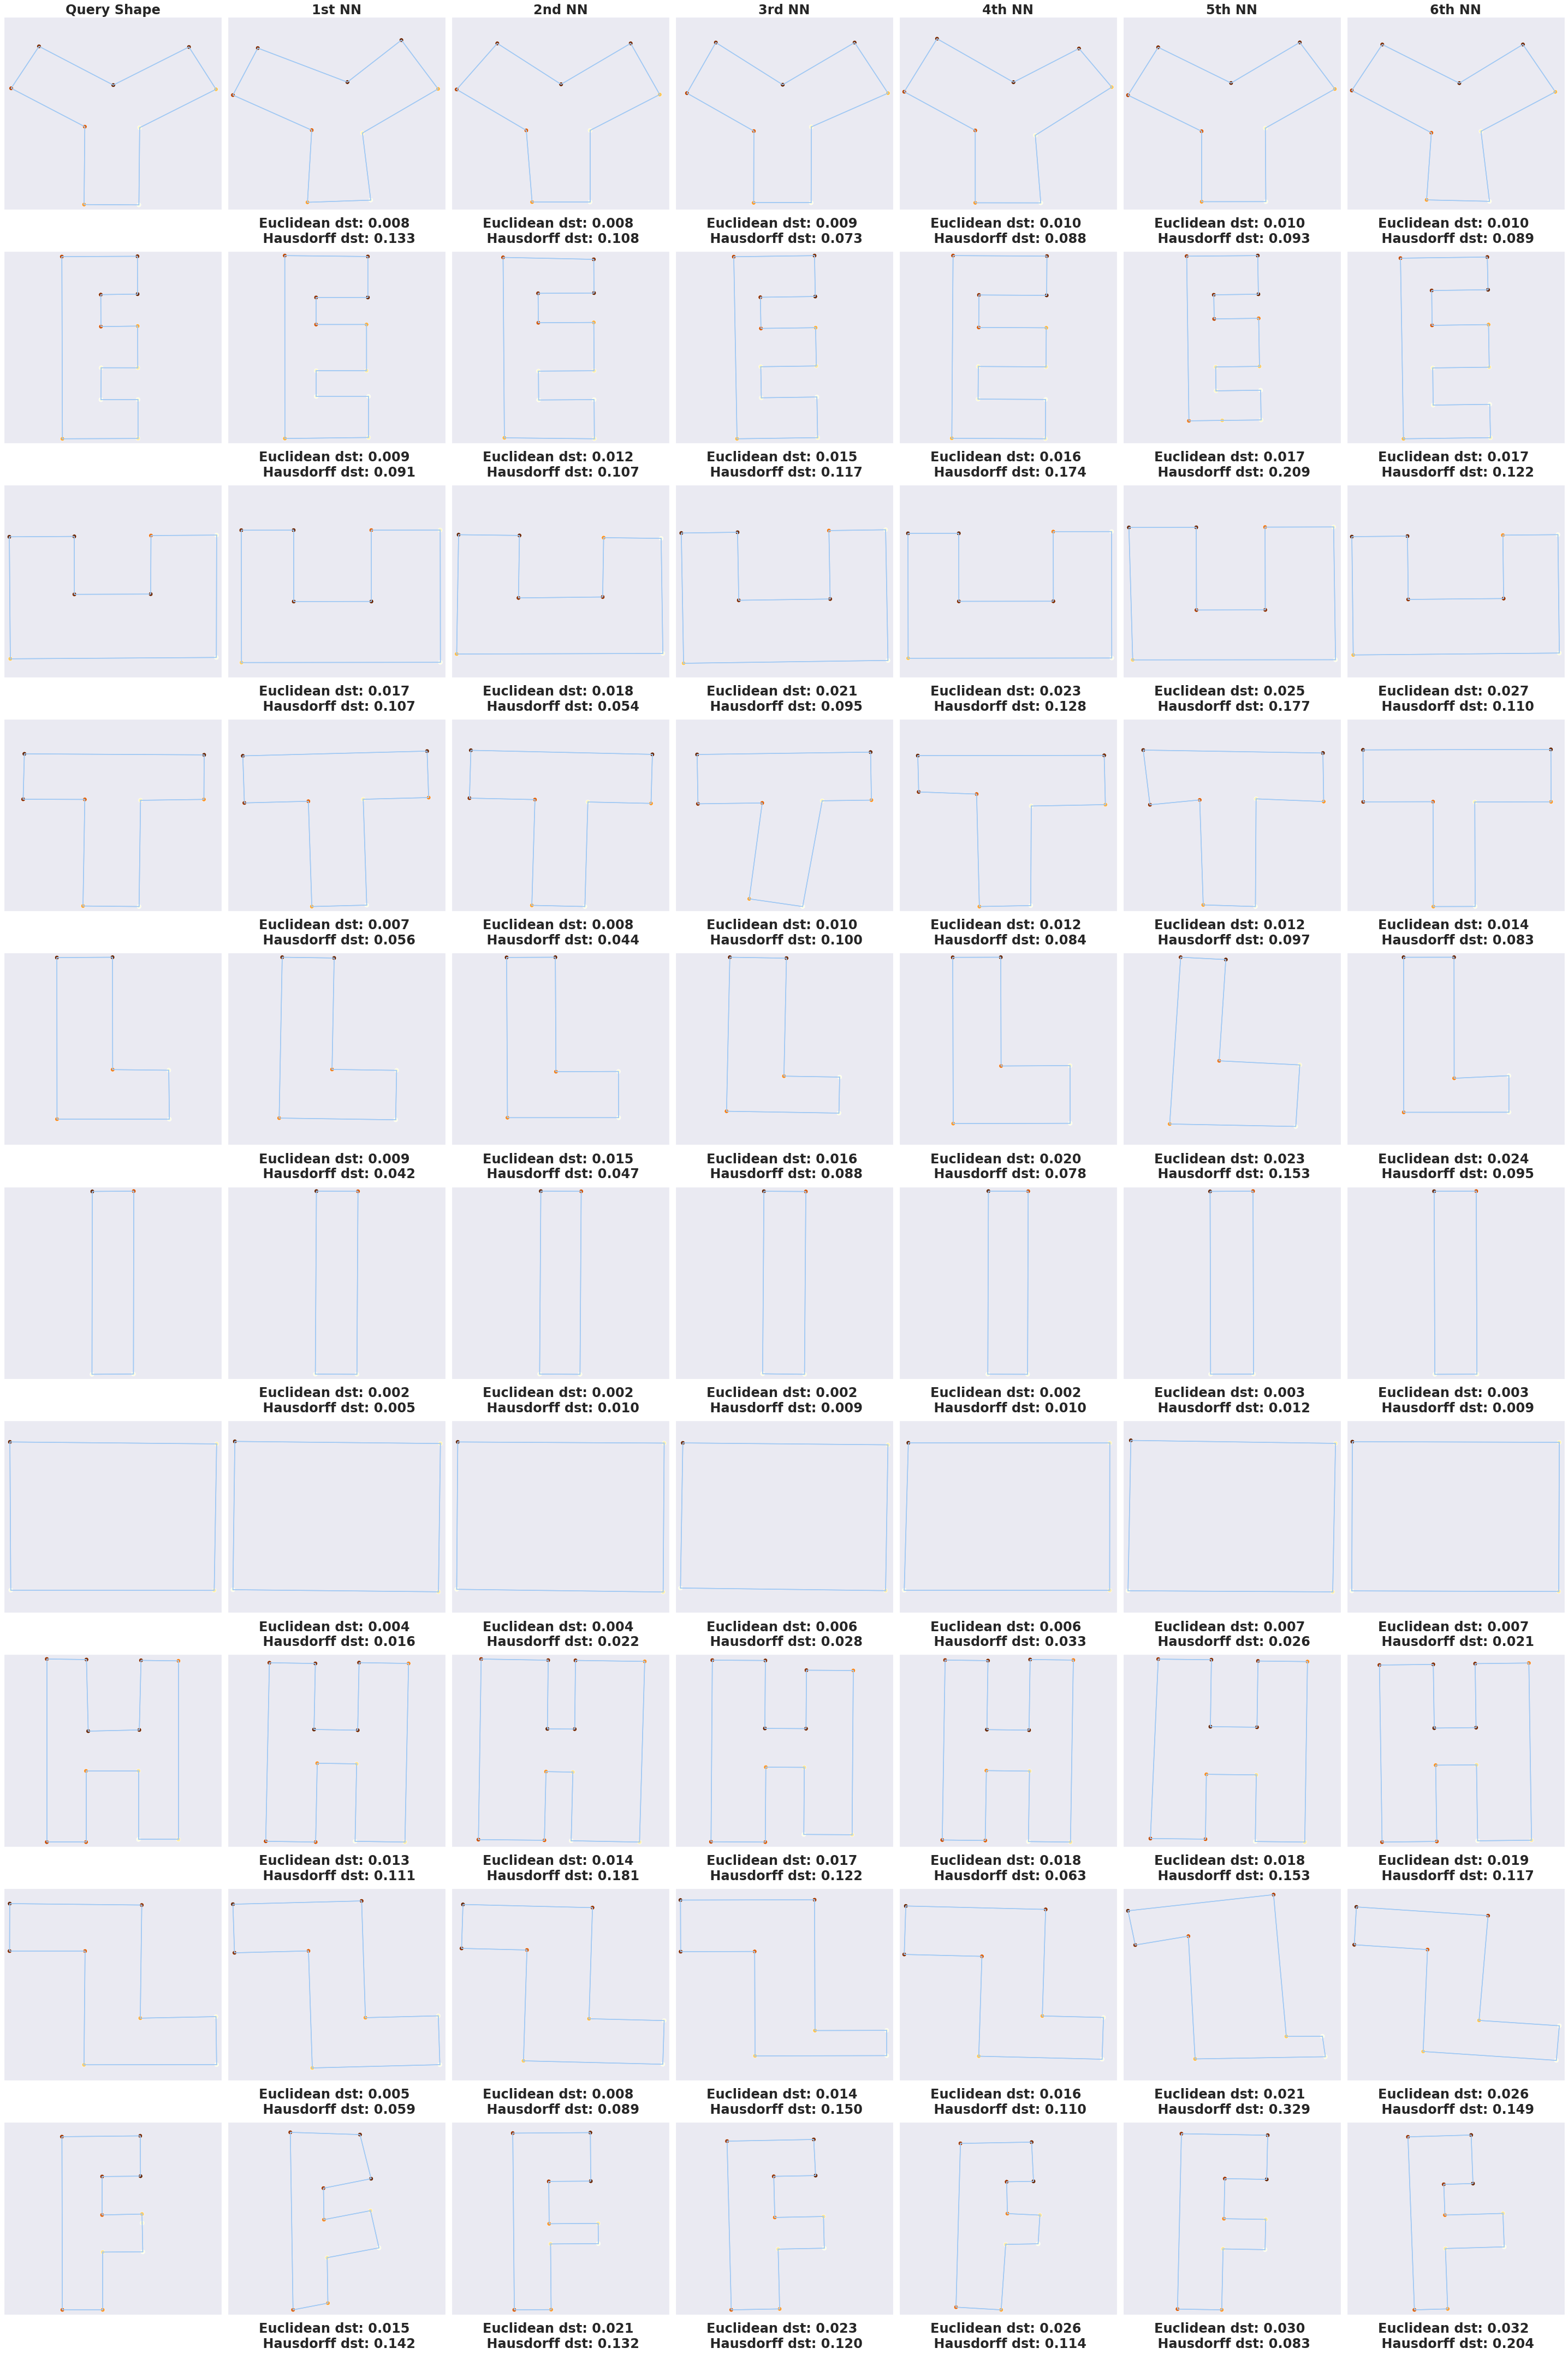 Query Shape 1st NN 2nd NN 3rd NN 4th NN 5th NN 6th NN
Euclidean dst: 0.008 Euclidean dst: 0.008 Euclidean dst: 0.009 Euclidean dst: 0.010 Euclidean dst: 0.010 Euclidean dst: 0.010
Hausdorff dst: 0.133 Hausdorff dst: 0.108 Hausdorff dst: 0.073 Hausdorff dst: 0.088 Hausdorff dst: 0.093 Hausdorff dst: 0.089
Euclidean dst: 0.009 Euclidean dst: 0.012 Euclidean dst: 0.015 Euclidean dst: 0.016 Euclidean dst: 0.017 Euclidean dst: 0.017
Hausdorff dst: 0.091 Hausdorff dst: 0.107 Hausdorff dst: 0.117 Hausdorff dst: 0.174 Hausdorff dst: 0.209 Hausdorff dst: 0.122
Euclidean dst: 0.017 Euclidean dst: 0.018 Euclidean dst: 0.021 Euclidean dst: 0.023 Euclidean dst: 0.025 Euclidean dst: 0.027
Hausdorff dst: 0.107 Hausdorff dst: 0.054 Hausdorff dst: 0.095 Hausdorff dst: 0.128 Hausdorff dst: 0.177 Hausdorff dst: 0.110
Euclidean dst: 0.007 Euclidean dst: 0.008 Euclidean dst: 0.010 Euclidean dst: 0.012 Euclidean dst: 0.012 Euclidean dst: 0.014
Hausdorff dst: 0.056 Hausdorff dst: 0.044 Hausdorff dst: 0.100 Hausdorff dst: 0.084 Hausdorff dst: 0.097 Hausdorff dst: 0.083
Euclidean dst: 0.009 Euclidean dst: 0.015 Euclidean dst: 0.016 Euclidean dst: 0.020 Euclidean dst: 0.023 Euclidean dst: 0.024
Hausdorff dst: 0.042 Hausdorff dst: 0.047 Hausdorff dst: 0.088 Hausdorff dst: 0.078 Hausdorff dst: 0.153 Hausdorff dst: 0.095
Euclidean dst: 0.002 Euclidean dst: 0.002 Euclidean dst: 0.002 Euclidean dst: 0.002 Euclidean dst: 0.003 Euclidean dst: 0.003
Hausdorff dst: 0.005 Hausdorff dst: 0.010 Hausdorff dst: 0.009 Hausdorff dst: 0.010 Hausdorff dst: 0.012 Hausdorff dst: 0.009
Euclidean dst: 0.004 Euclidean dst: 0.004 Euclidean dst: 0.006 Euclidean dst: 0.006 Euclidean dst: 0.007 Euclidean dst: 0.007
Hausdorff dst: 0.016 Hausdorff dst: 0.022 Hausdorff dst: 0.028 Hausdorff dst: 0.033 Hausdorff dst: 0.026 Hausdorff dst: 0.021
Euclidean dst: 0.013 Euclidean dst: 0.014 Euclidean dst: 0.017 Euclidean dst: 0.018 Euclidean dst: 0.018 Euclidean dst: 0.019
Hausdorff dst: 0.111 Hausdorff dst: 0.181 Hausdorff dst: 0.122 Hausdorff dst: 0.063 Hausdorff dst: 0.153 Hausdorff dst: 0.117
Euclidean dst: 0.005 Euclidean dst: 0.008 Euclidean dst: 0.014 Euclidean dst: 0.016 Euclidean dst: 0.021 Euclidean dst: 0.026
Hausdorff dst: 0.059 Hausdorff dst: 0.089 Hausdorff dst: 0.150 Hausdorff dst: 0.110 Hausdorff dst: 0.329 Hausdorff dst: 0.149
Euclidean dst: 0.015 Euclidean dst: 0.021 Euclidean dst: 0.023 Euclidean dst: 0.026 Euclidean dst: 0.030 Euclidean dst: 0.032
Hausdorff dst: 0.142 Hausdorff dst: 0.132 Hausdorff dst: 0.120 Hausdorff dst: 0.114 Hausdorff dst: 0.083 Hausdorff dst: 0.204